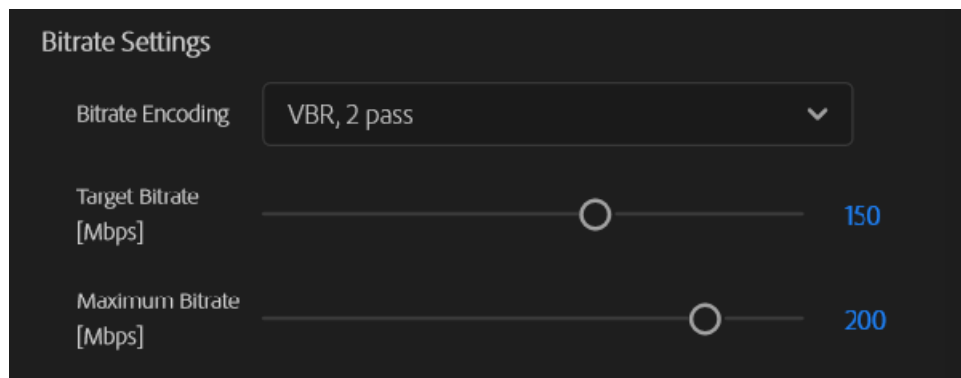 Bitrate Settings
Bitrate Encoding VBR, 2 pass
Target Bitrate
[Mbps] 150
Maximum Bitrate
[Mbps] 200